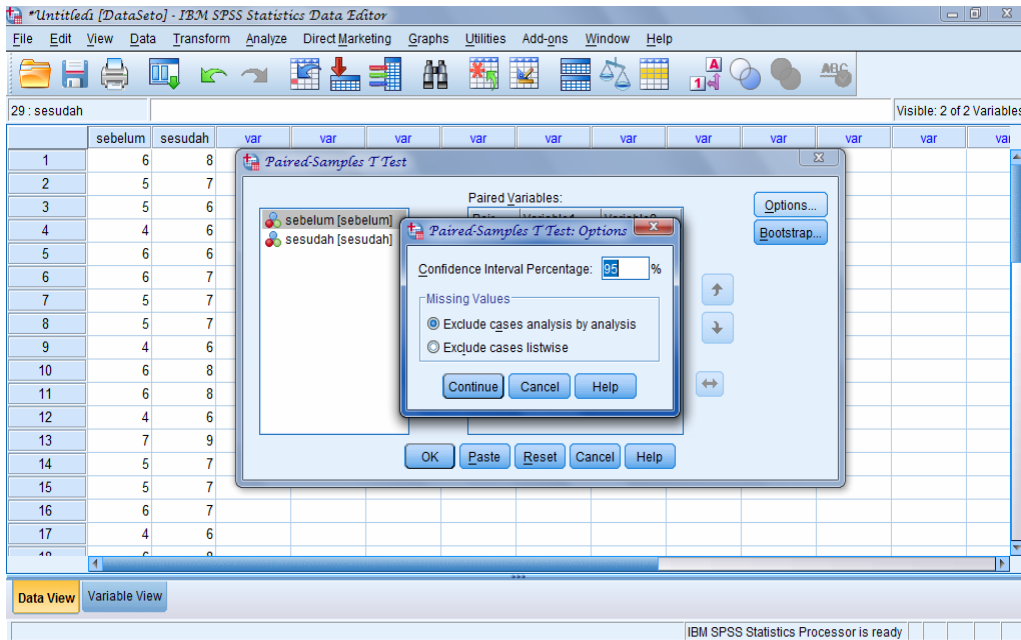 *Untitled1 [DataSet0] - IBM SPSS Statistics Data Editor
File Edit View Data Transform Analyze Direct Marketing Graphs Utilities Add-ons Window Help
29 : sesudah
Visible: 2 of 2 Variables
sebelum sesudah var var var var var var var var var var
1 6 8
2 5 7
3 5 6
4 4 6
5 6 6
6 6 7
7 5 7
8 5 7
9 4 6
10 6 8
11 6 8
12 4 6
13 7 9
14 5 7
15 5 7
16 6 7
17 4 6
Paired-Samples T Test
sebelum [sebelum]
sesudah [sesudah]
Paired Variables:
Options...
Bootstrap...
Paired-Samples T Test: Options
Confidence Interval Percentage: 95 %
Missing Values
Exclude cases analysis by analysis
Exclude cases listwise
Continue Cancel Help
OK Paste Reset Cancel Help
Data View Variable View
IBM SPSS Statistics Processor is ready